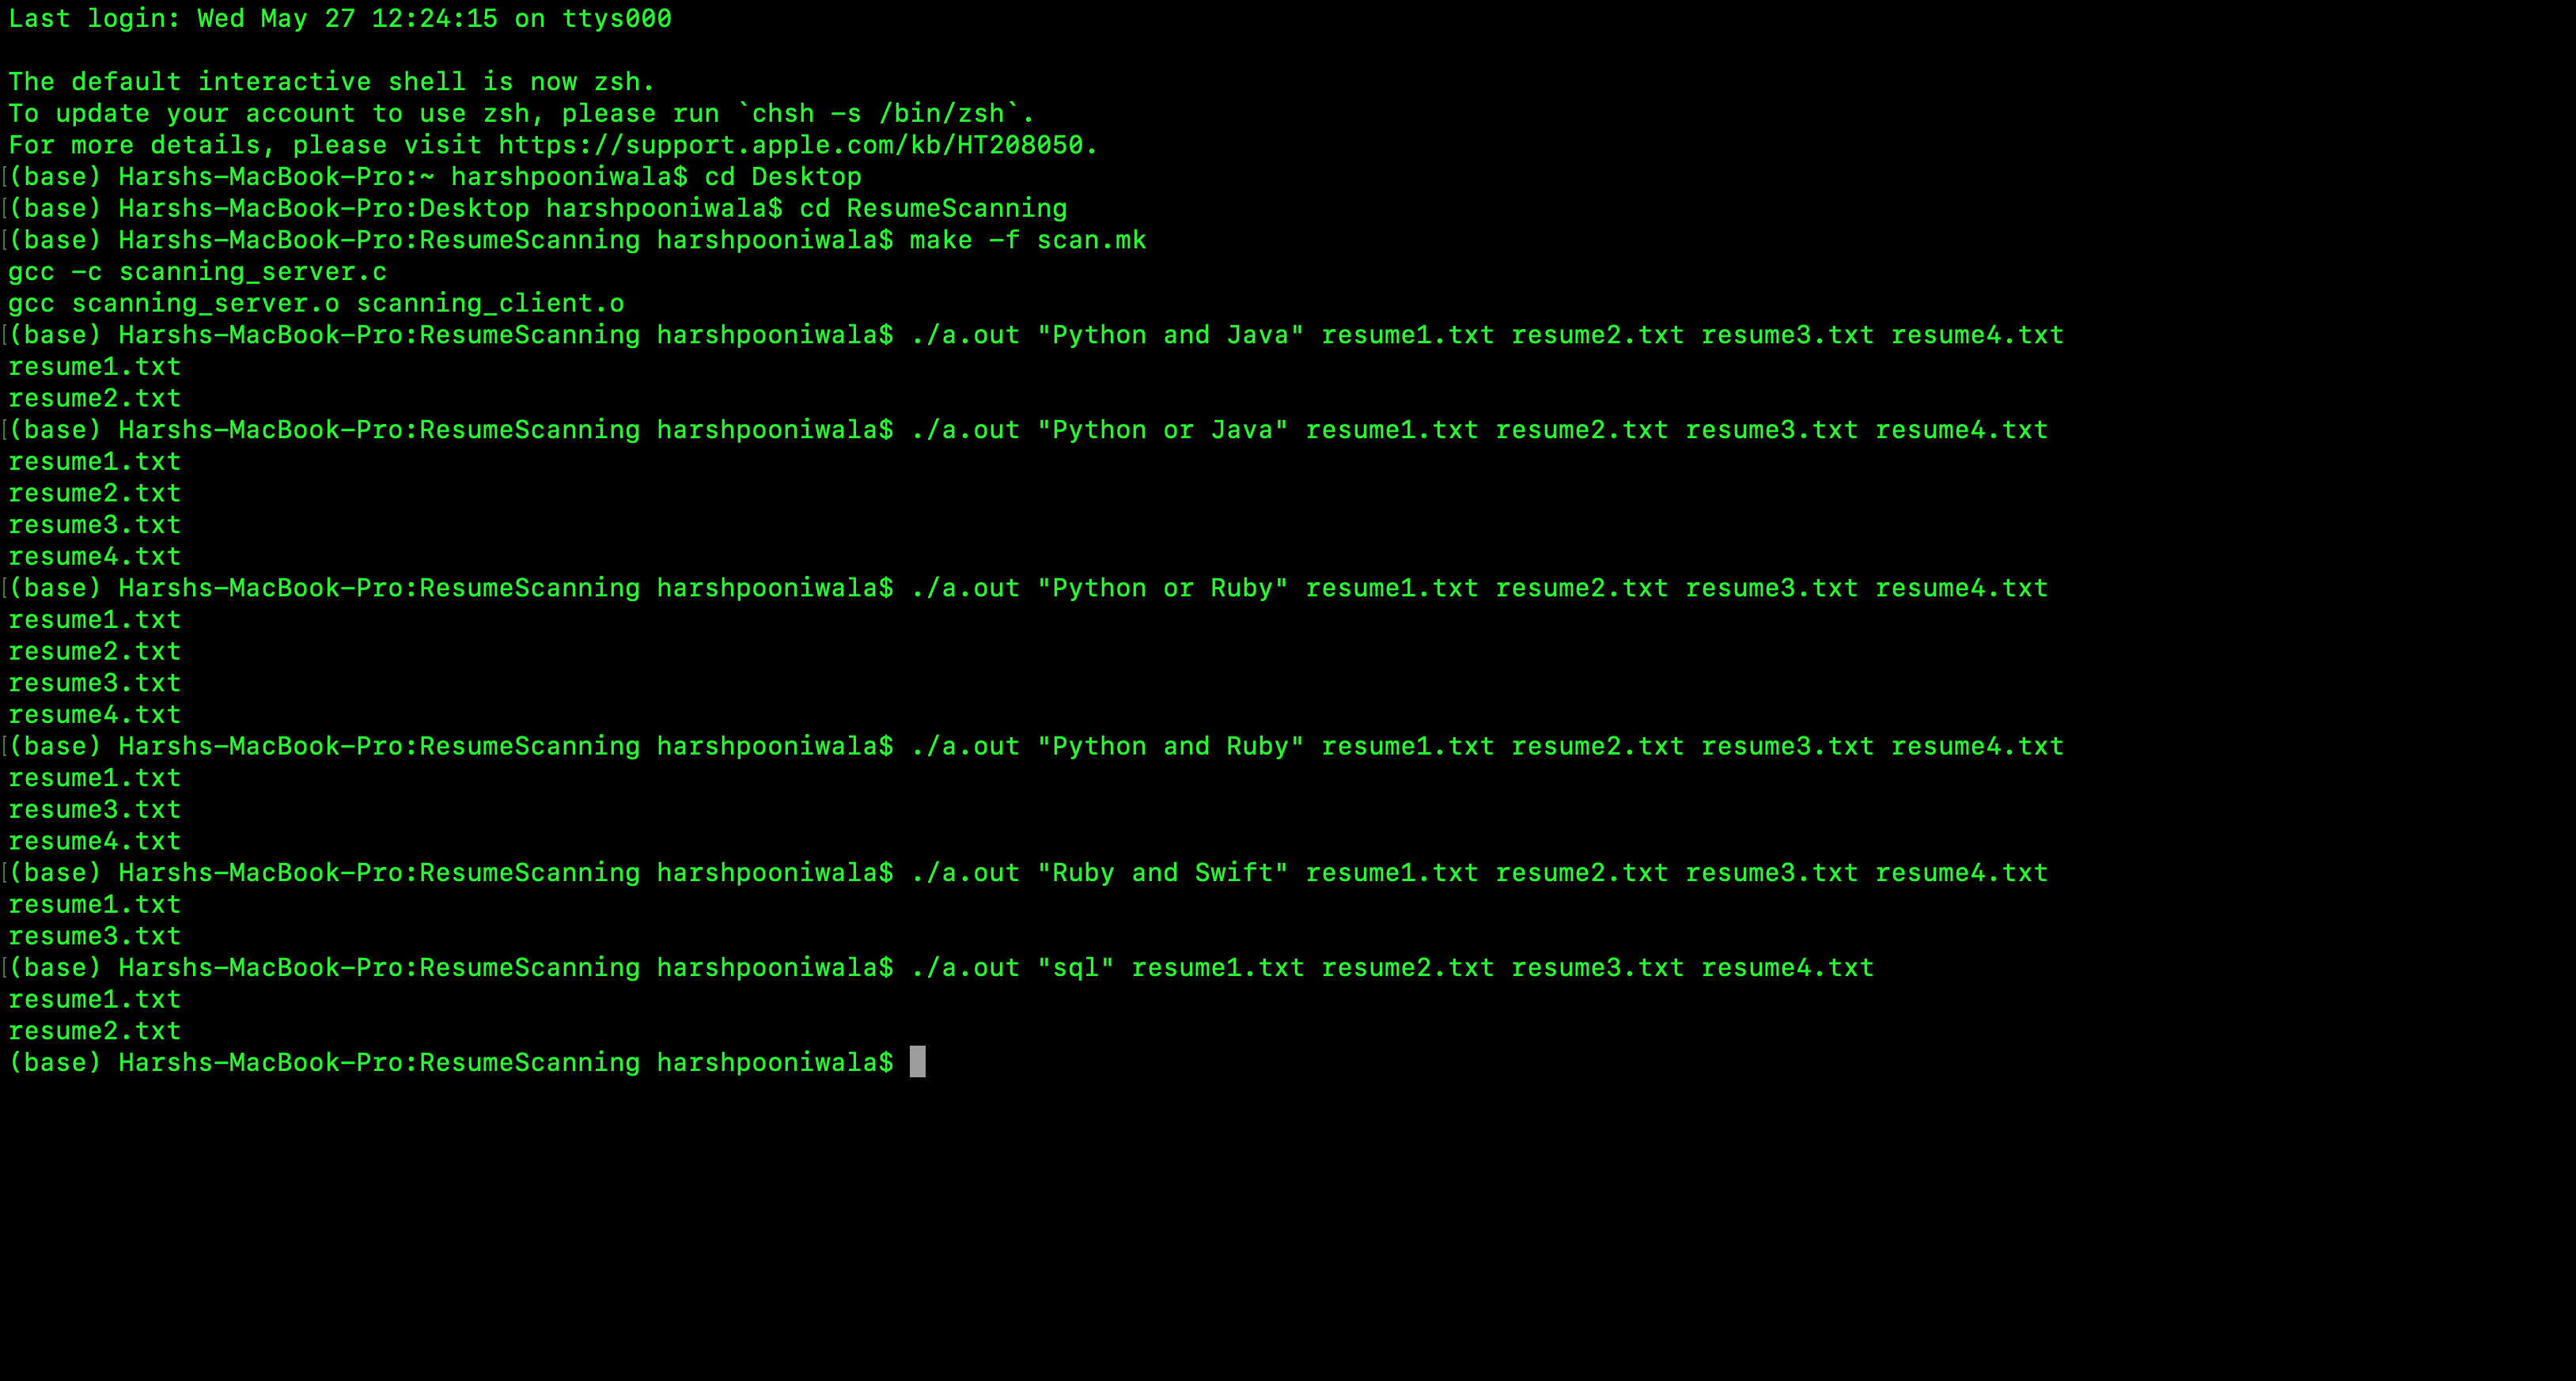 Last login: Wed May 27 12:24:15 on ttys000
The default interactive shell is now zsh.
To update your account to use zsh, please run `chsh -s /bin/zsh`.
For more details, please visit https://support.apple.com/kb/HT208050.
[(base) Harshs-MacBook-Pro:~ harshpooniwala$ cd Desktop
[(base) Harshs-MacBook-Pro:Desktop harshpooniwala$ cd ResumeScanning
[(base) Harshs-MacBook-Pro:ResumeScanning harshpooniwala$ make -f scan.mk
gcc -c scanning_server.c
gcc scanning_server.o scanning_client.o
[(base) Harshs-MacBook-Pro:ResumeScanning harshpooniwala$ ./a.out "Python and Java" resume1.txt resume2.txt resume3.txt resume4.txt
resume1.txt
resume2.txt
[(base) Harshs-MacBook-Pro:ResumeScanning harshpooniwala$ ./a.out "Python or Java" resume1.txt resume2.txt resume3.txt resume4.txt
resume1.txt
resume2.txt
resume3.txt
resume4.txt
[(base) Harshs-MacBook-Pro:ResumeScanning harshpooniwala$ ./a.out "Python or Ruby" resume1.txt resume2.txt resume3.txt resume4.txt
resume1.txt
resume2.txt
resume3.txt
resume4.txt
[(base) Harshs-MacBook-Pro:ResumeScanning harshpooniwala$ ./a.out "Python and Ruby" resume1.txt resume2.txt resume3.txt resume4.txt
resume1.txt
resume3.txt
resume4.txt
[(base) Harshs-MacBook-Pro:ResumeScanning harshpooniwala$ ./a.out "Ruby and Swift" resume1.txt resume2.txt resume3.txt resume4.txt
resume1.txt
resume3.txt
[(base) Harshs-MacBook-Pro:ResumeScanning harshpooniwala$ ./a.out "sql" resume1.txt resume2.txt resume3.txt resume4.txt
resume1.txt
resume2.txt
(base) Harshs-MacBook-Pro:ResumeScanning harshpooniwala$